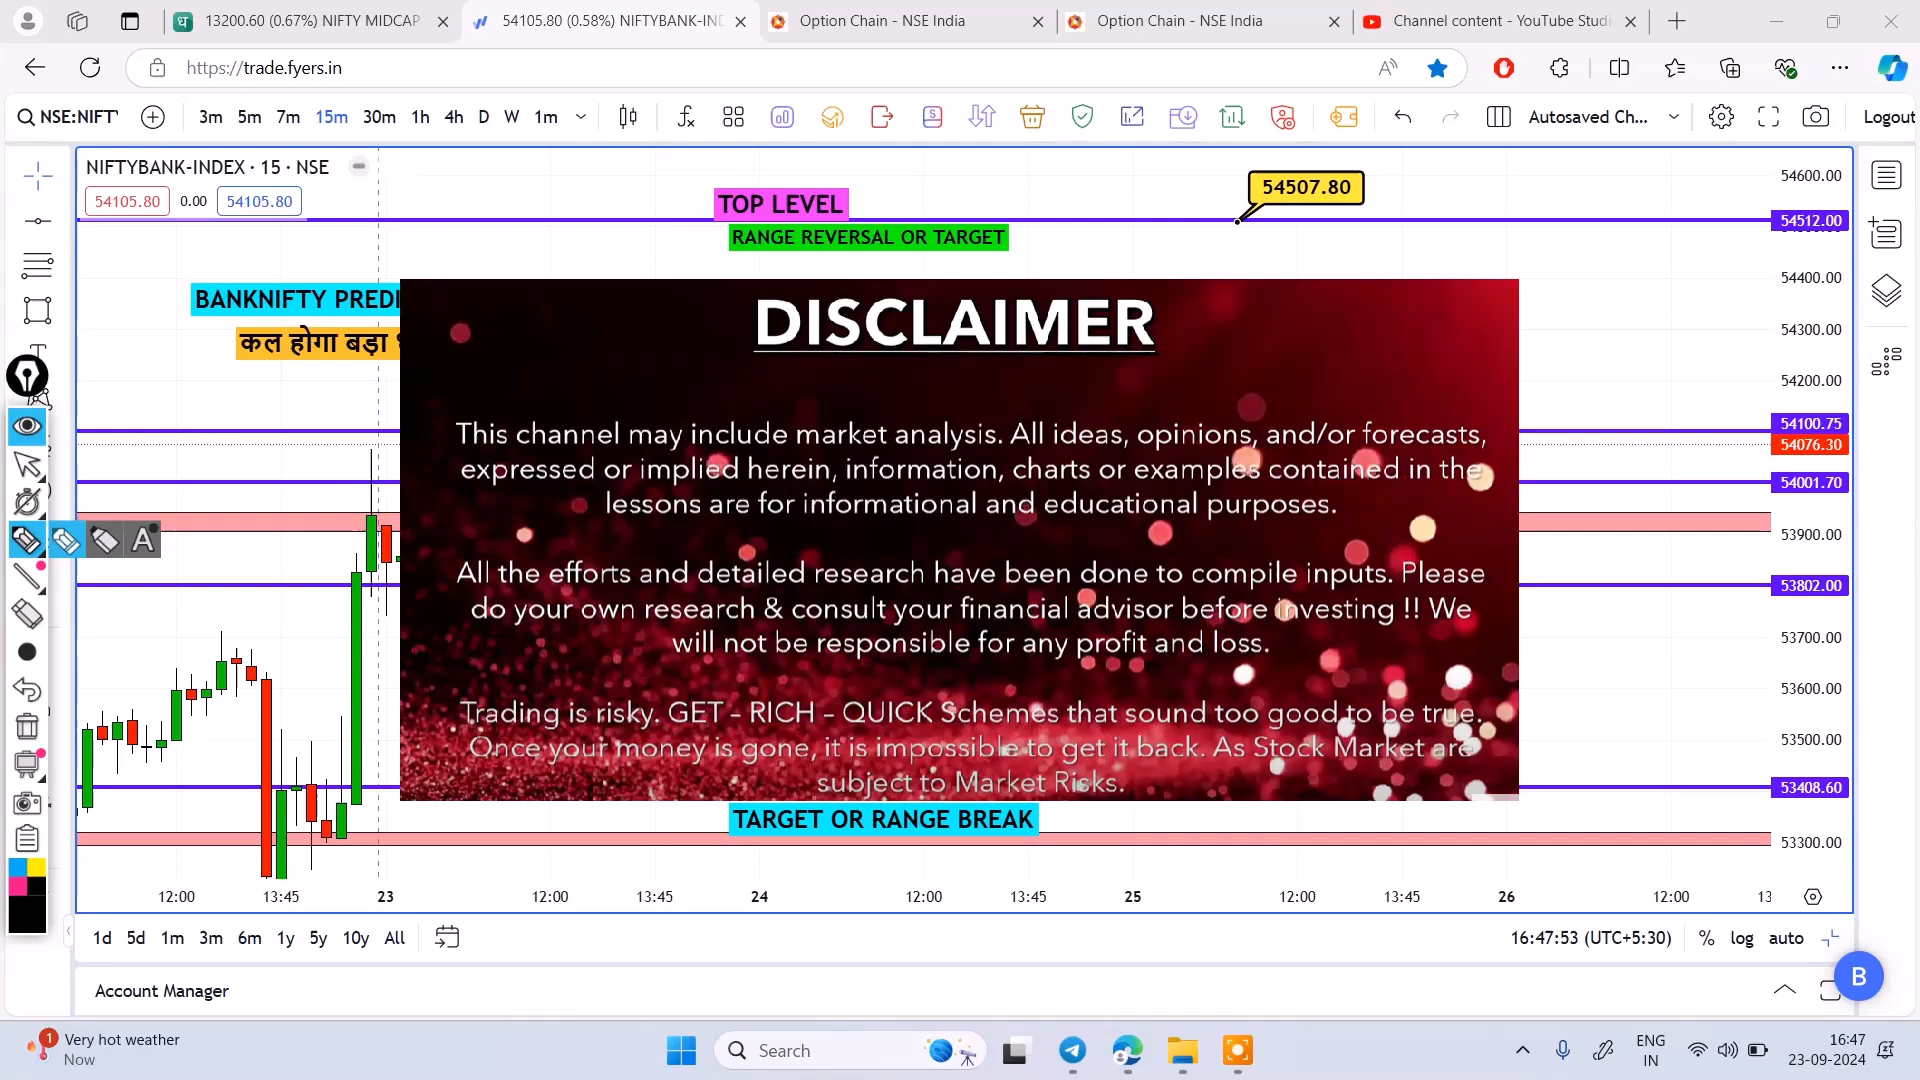 13200.60 (0.67%) NIFTY MIDCAP
54105.80 (0.58%) NIFTYBANK-IND
Option Chain - NSE India
Option Chain - NSE India
Channel content - YouTube Studi
https://trade.fyers.in
NSE:NIFT
3m 5m 7m 15m 30m 1h 4h D W 1m
Autosaved Ch...
Logout
NIFTYBANK-INDEX · 15 · NSE
54105.80 0.00 54105.80
TOP LEVEL
RANGE REVERSAL OR TARGET
54507.80
54600.00
54512.00
54400.00
54300.00
54200.00
54100.75
54076.30
54001.70
53900.00
53802.00
53700.00
53600.00
53500.00
53408.60
53300.00
BANKNIFTY PREDI
कल होगा बड़ा
DISCLAIMER
This channel may include market analysis. All ideas, opinions, and/or forecasts,
expressed or implied herein, information, charts or examples contained in the
lessons are for informational and educational purposes.
All the efforts and detailed research have been done to compile inputs. Please
do your own research & consult your financial advisor before investing !! We
will not be responsible for any profit and loss.
Trading is risky. GET - RICH - QUICK Schemes that sound too good to be true.
Once your money is gone, it is impossible to get it back. As Stock Market are
subject to Market Risks.
TARGET OR RANGE BREAK
12:00 13:45 23 12:00 13:45 24 12:00 13:45 25 12:00 13:45 26 12:00 13
1d 5d 1m 3m 6m 1y 5y 10y All
16:47:53 (UTC+5:30) % log auto
B
Account Manager
1
Very hot weather
Now
Search
ENG
IN
16:47
23-09-2024